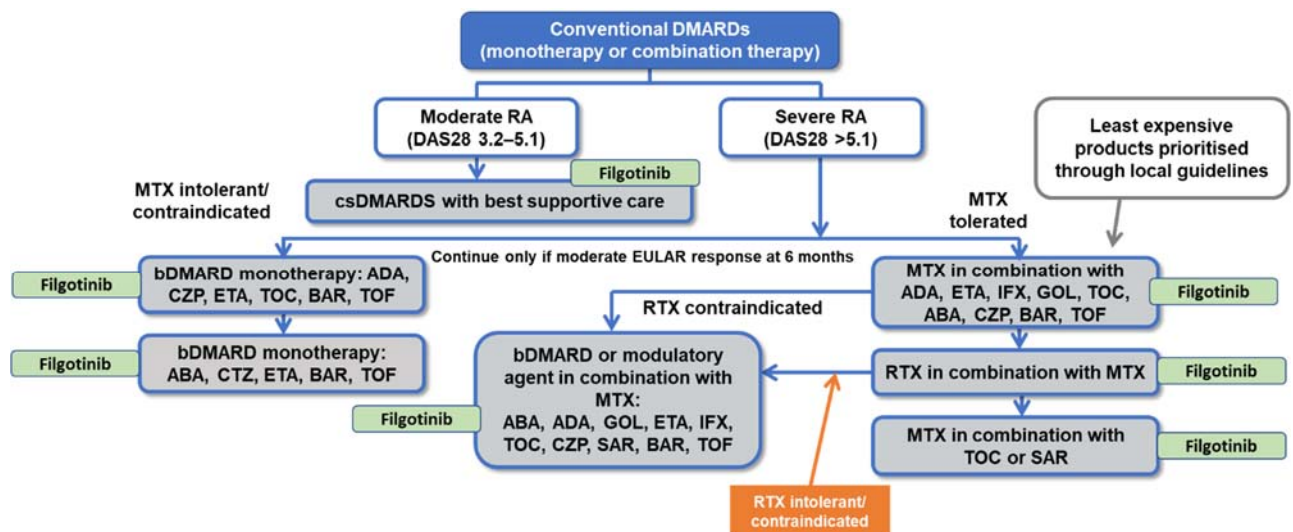 Conventional DMARDs
(monotherapy or combination therapy)
Moderate RA
(DAS28 3.2–5.1)
Severe RA
(DAS28 >5.1)
Least expensive
products prioritised
through local guidelines
Filgotinib
csDMARDS with best supportive care
MTX intolerant/
contraindicated
MTX
tolerated
Continue only if moderate EULAR response at 6 months
Filgotinib
bDMARD monotherapy: ADA,
CZP, ETA, TOC, BAR, TOF
MTX in combination with
ADA, ETA, IFX, GOL, TOC,
ABA, CZP, BAR, TOF
Filgotinib
RTX contraindicated
Filgotinib
bDMARD monotherapy:
ABA, CTZ, ETA, BAR, TOF
bDMARD or modulatory
agent in combination with
MTX:
ABA, ADA, GOL, ETA, IFX,
TOC, CZP, SAR, BAR, TOF
Filgotinib
RTX in combination with MTX
Filgotinib
MTX in combination with
TOC or SAR
Filgotinib
RTX intolerant/
contraindicated